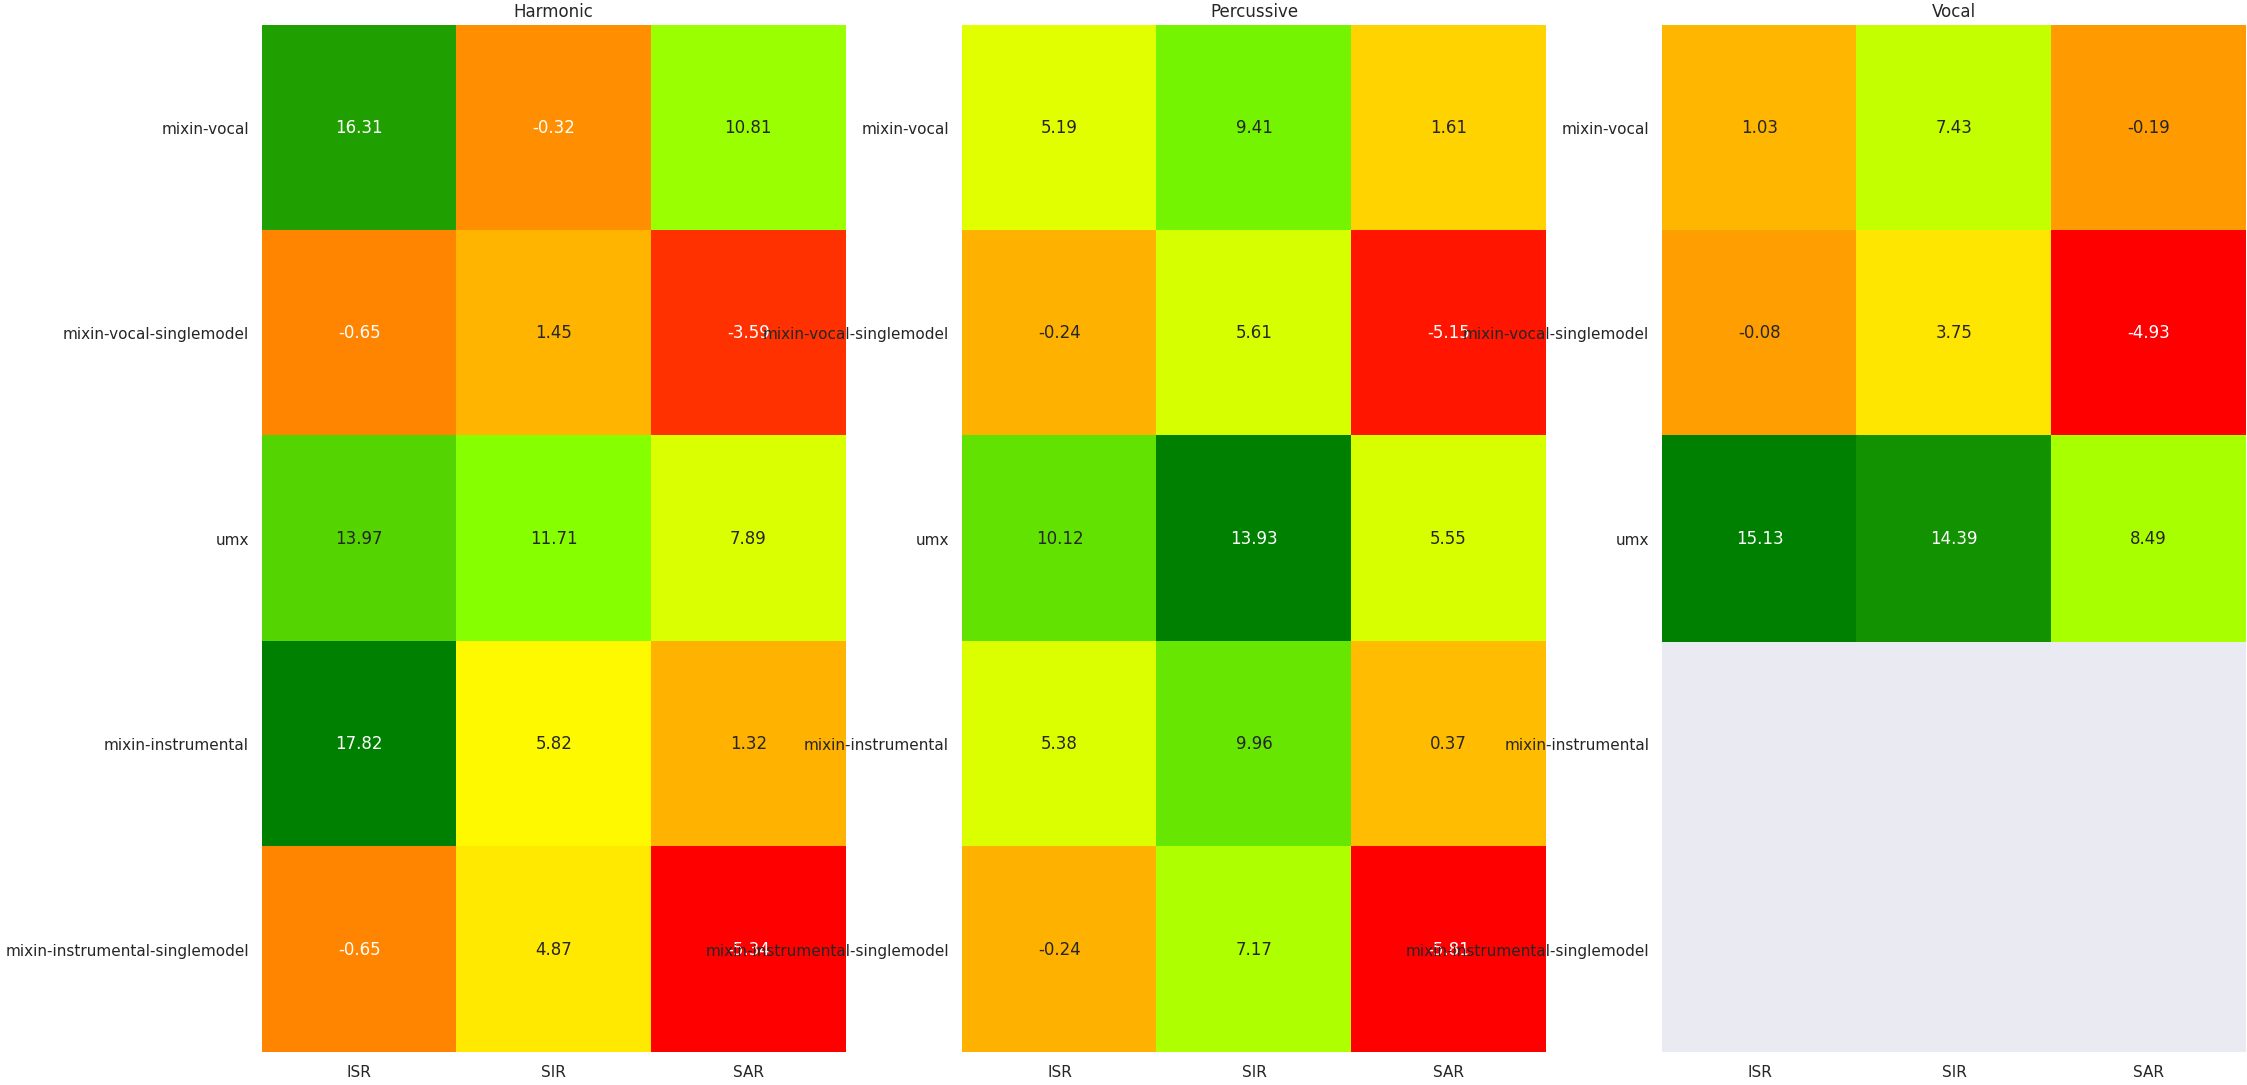 Harmonic Percussive Vocal
mixin-vocal 16.31 -0.32 10.81 mixin-vocal 5.19 9.41 1.61 mixin-vocal 1.03 7.43 -0.19
mixin-vocal-singlemodel -0.65 1.45 -3.59 mixin-vocal-singlemodel -0.24 5.61 -5.15 mixin-vocal-singlemodel -0.08 3.75 -4.93
umx 13.97 11.71 7.89 umx 10.12 13.93 5.55 umx 15.13 14.39 8.49
mixin-instrumental 17.82 5.82 1.32 mixin-instrumental 5.38 9.96 0.37 mixin-instrumental
mixin-instrumental-singlemodel -0.65 4.87 -5.34 mixin-instrumental-singlemodel -0.24 7.17 -5.81 mixin-instrumental-singlemodel
ISR SIR SAR ISR SIR SAR ISR SIR SAR